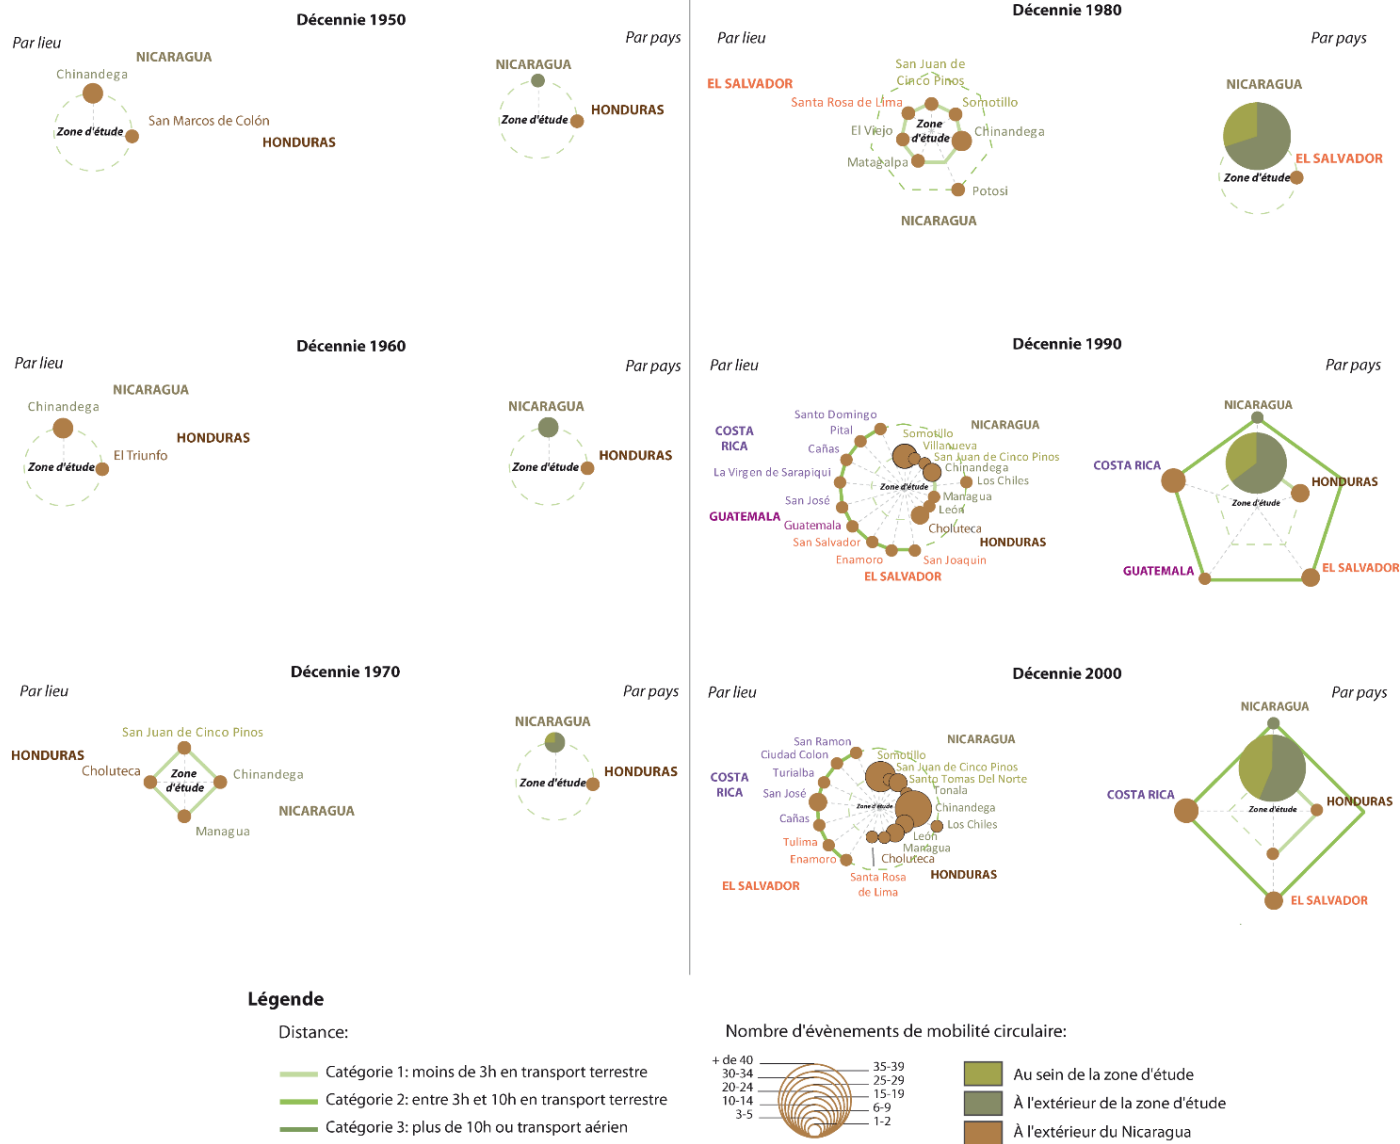 Décennie 1950
Par lieu
Par pays
NICARAGUA
Chinandega
San Marcos de Colón
Zone d'étude
HONDURAS
NICARAGUA
HONDURAS
Zone d'étude
Décennie 1960
Par lieu
Par pays
NICARAGUA
Chinandega
HONDURAS
El Triunfo
Zone d'étude
NICARAGUA
HONDURAS
Zone d'étude
Décennie 1970
Par lieu
Par pays
San Juan de Cinco Pinos
HONDURAS
Choluteca
Zone
d'étude
Chinandega
NICARAGUA
Managua
NICARAGUA
HONDURAS
Zone d'étude
Décennie 1980
Par lieu
Par pays
San Juan de
Cinco Pinos
EL SALVADOR
Santa Rosa de Lima
Somotillo
El Viejo
Zone
d'étude
Chinandega
Matagalpa
Potosi
NICARAGUA
NICARAGUA
EL SALVADOR
Zone d'étude
Décennie 1990
Par lieu
Par pays
Santo Domingo
Pital
COSTA
RICA
Cañas
La Virgen de Sarapiqui
San José
GUATEMALA
Guatemala
San Salvador
Enamoro
EL SALVADOR
San Joaquin
NICARAGUA
Somotillo
Villanueva
San Juan de Cinco Pinos
Chinandega
Los Chiles
Managua
León
Choluteca
HONDURAS
Zone d'étude
NICARAGUA
COSTA RICA
HONDURAS
Zone d'étude
GUATEMALA
EL SALVADOR
Décennie 2000
Par lieu
Par pays
San Ramon
Ciudad Colon
Turialba
COSTA
RICA
San José
Cañas
Tulima
Enamoro
EL SALVADOR
Santa Rosa
de Lima
NICARAGUA
Somotillo
San Juan de Cinco Pinos
Santo Tomas Del Norte
Tonala
Chinandega
Los Chiles
León
Managua
Choluteca
HONDURAS
Zone d'étude
NICARAGUA
COSTA RICA
HONDURAS
Zone d'étude
EL SALVADOR
Légende
Distance:
Catégorie 1: moins de 3h en transport terrestre
Catégorie 2: entre 3h et 10h en transport terrestre
Catégorie 3: plus de 10h ou transport aérien
Nombre d'évènements de mobilité circulaire:
+ de 40
35-39
30-34
25-29
20-24
15-19
10-14
6-9
3-5
1-2
Au sein de la zone d'étude
À l'extérieur de la zone d'étude
À l'extérieur du Nicaragua